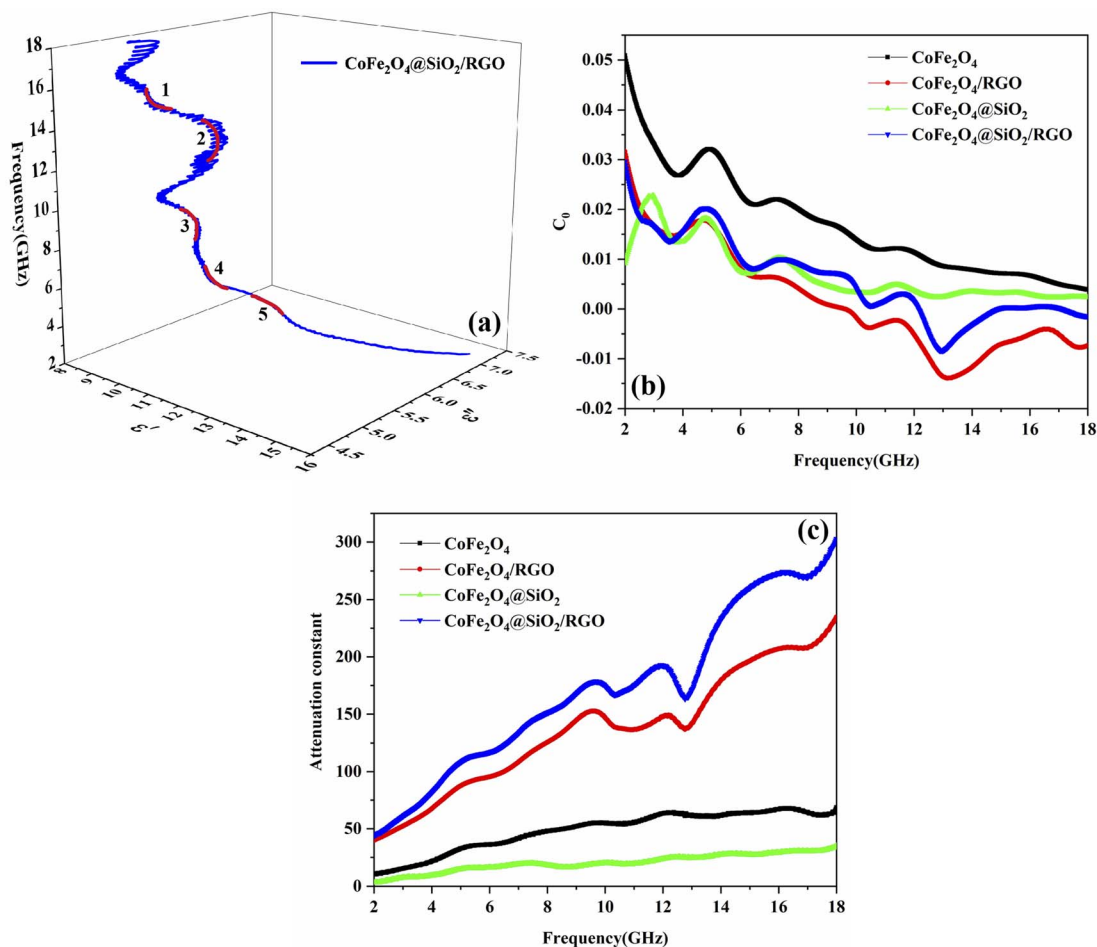 18
16
14
12
10
8
6
4
2
Frequency(GHz)
CoFe₂O₄@SiO₂/RGO
1
2
3
4
5
(a)
8
9
10
11
12
13
14
15
16
ε'
4.5
5.0
5.5
6.0
6.5
7.0
7.5
ε"
0.05
0.04
0.03
0.02
0.01
0.00
-0.01
-0.02
C₀
CoFe₂O₄
CoFe₂O₄/RGO
CoFe₂O₄@SiO₂
CoFe₂O₄@SiO₂/RGO
(b)
2 4 6 8 10 12 14 16 18
Frequency(GHz)
300
250
200
150
100
50
0
Attenuation constant
CoFe₂O₄
CoFe₂O₄/RGO
CoFe₂O₄@SiO₂
CoFe₂O₄@SiO₂/RGO
(c)
2 4 6 8 10 12 14 16 18
Frequency(GHz)